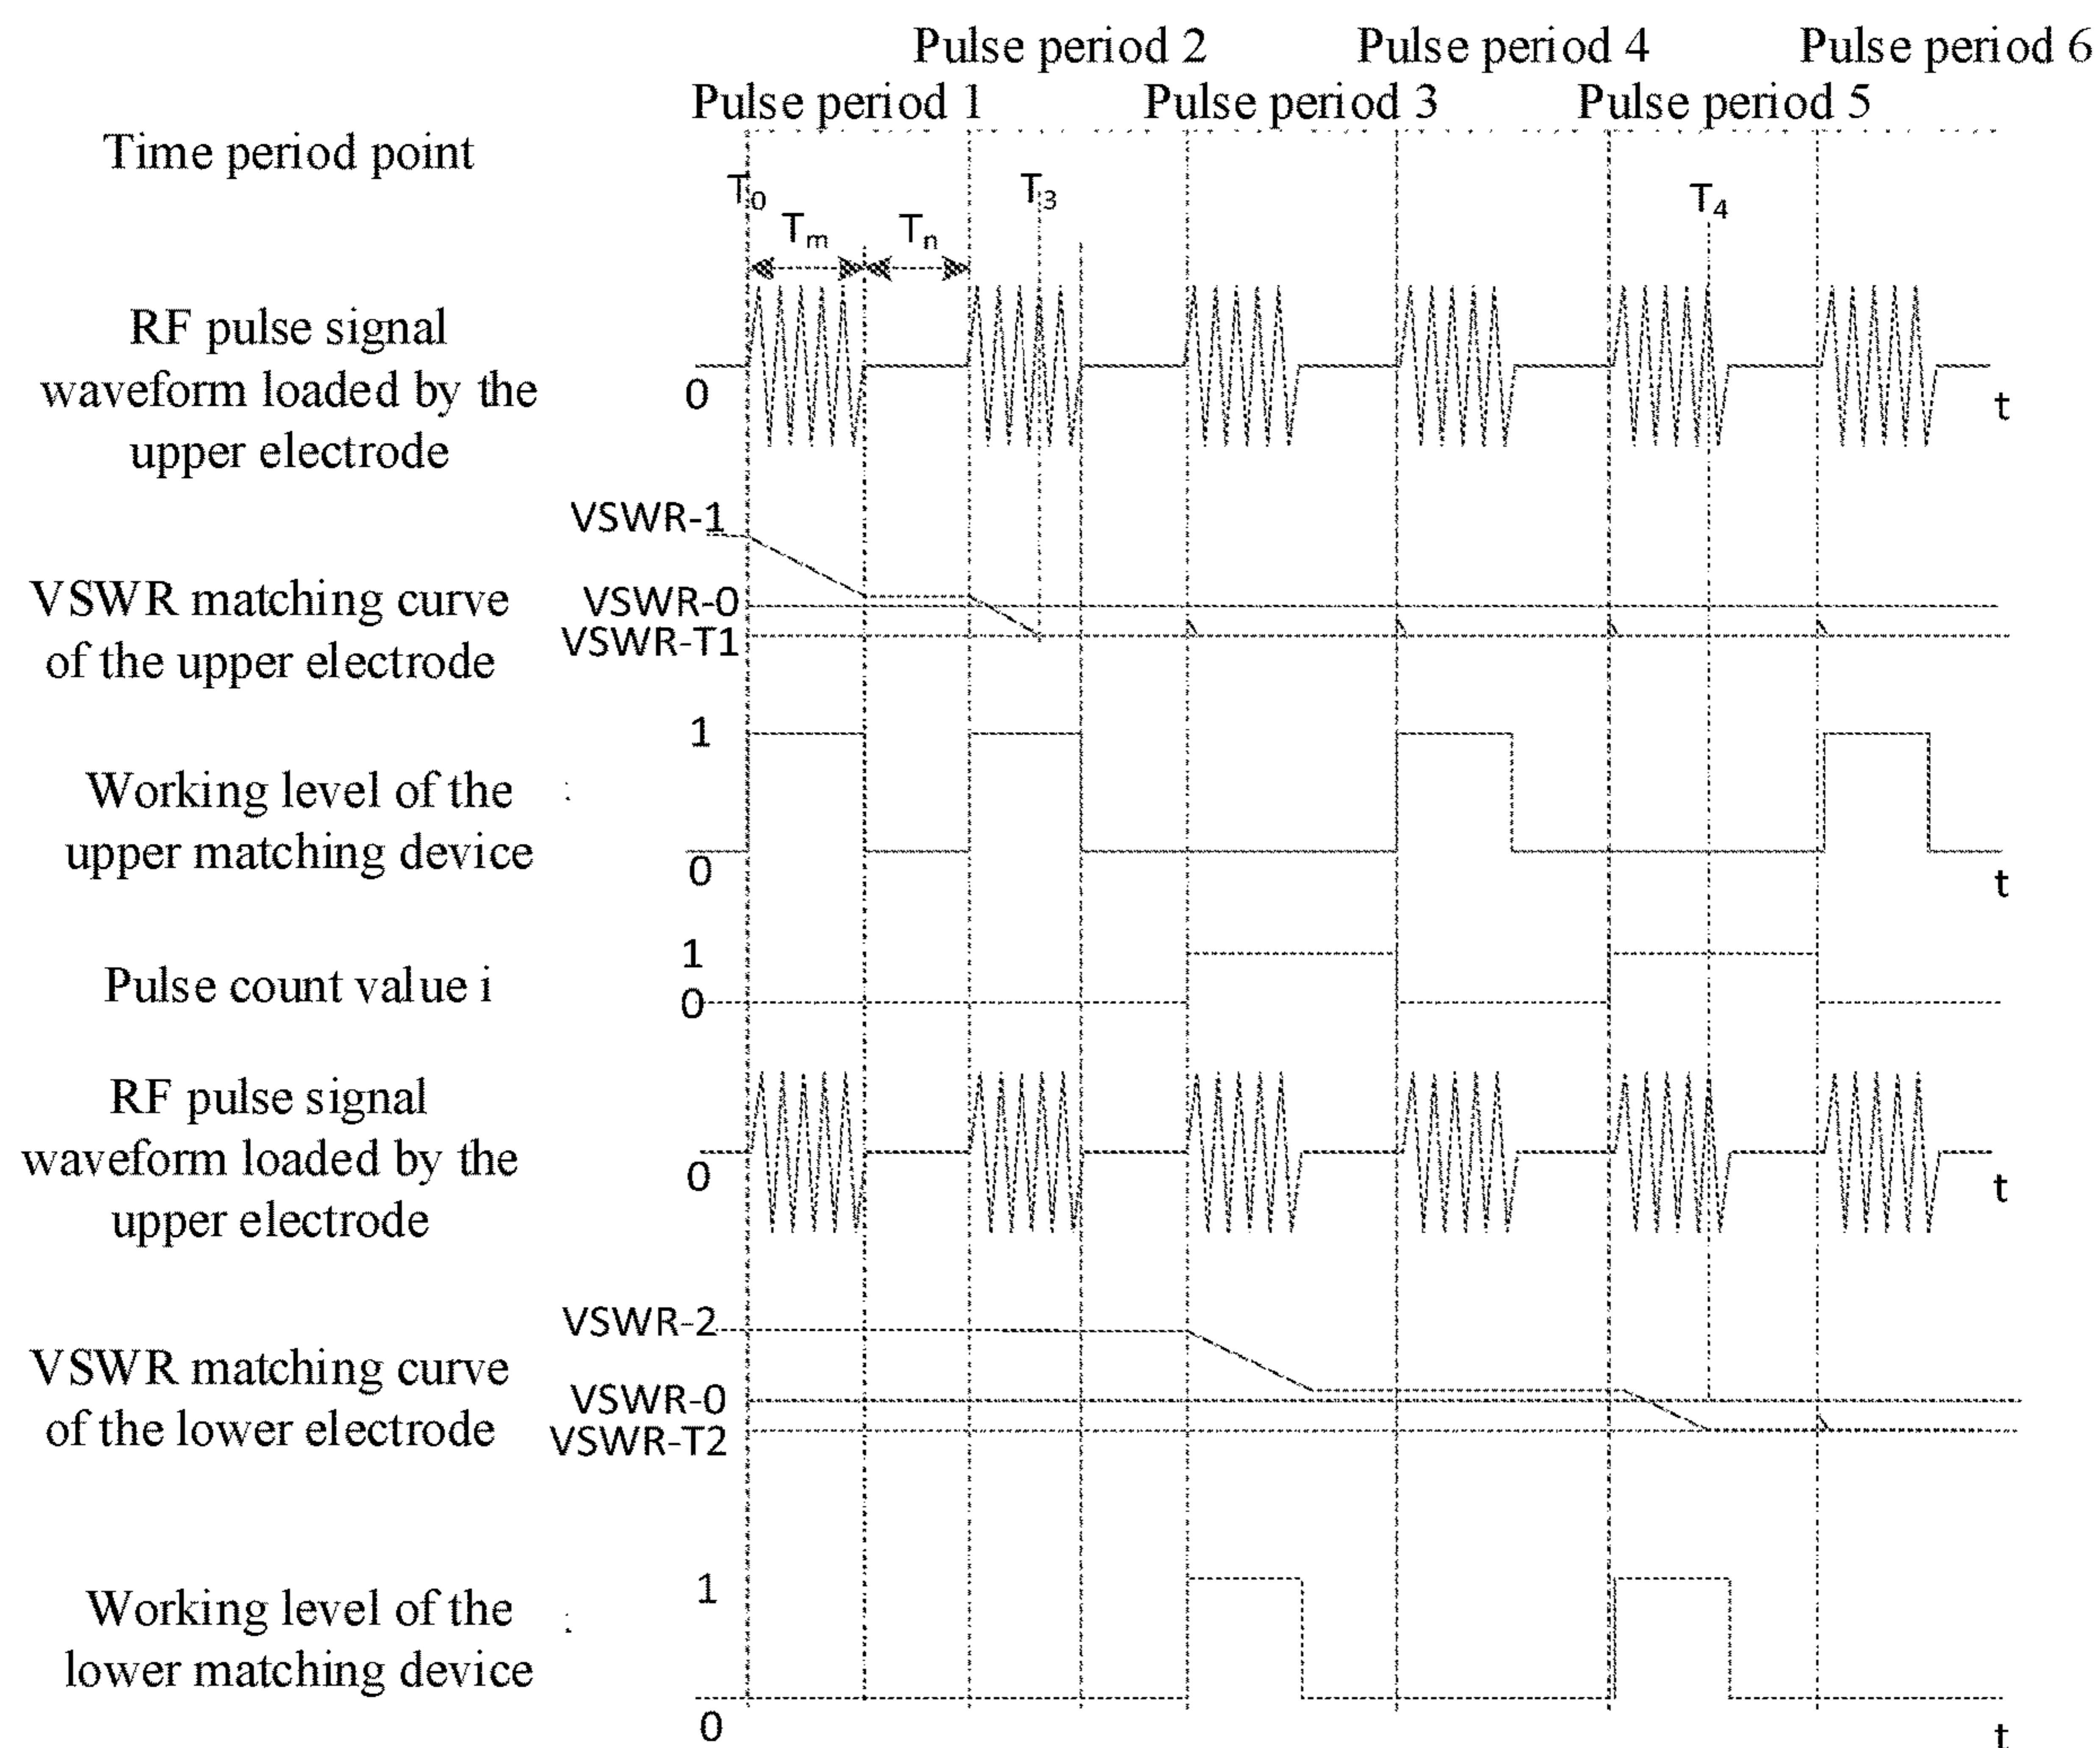 Pulse period 2 Pulse period 4 Pulse period 6
Pulse period 1 Pulse period 3 Pulse period 5
Time period point
T0 T3 T4
Tm Tn
RF pulse signal
waveform loaded by the
upper electrode
0
t
VSWR-1
VSWR matching curve
of the upper electrode
VSWR-0
VSWR-T1
1
Working level of the
upper matching device
0
t
1
Pulse count value i
0
RF pulse signal
waveform loaded by the
upper electrode
0
t
VSWR-2
VSWR matching curve
of the lower electrode
VSWR-0
VSWR-T2
1
Working level of the
lower matching device
0
t